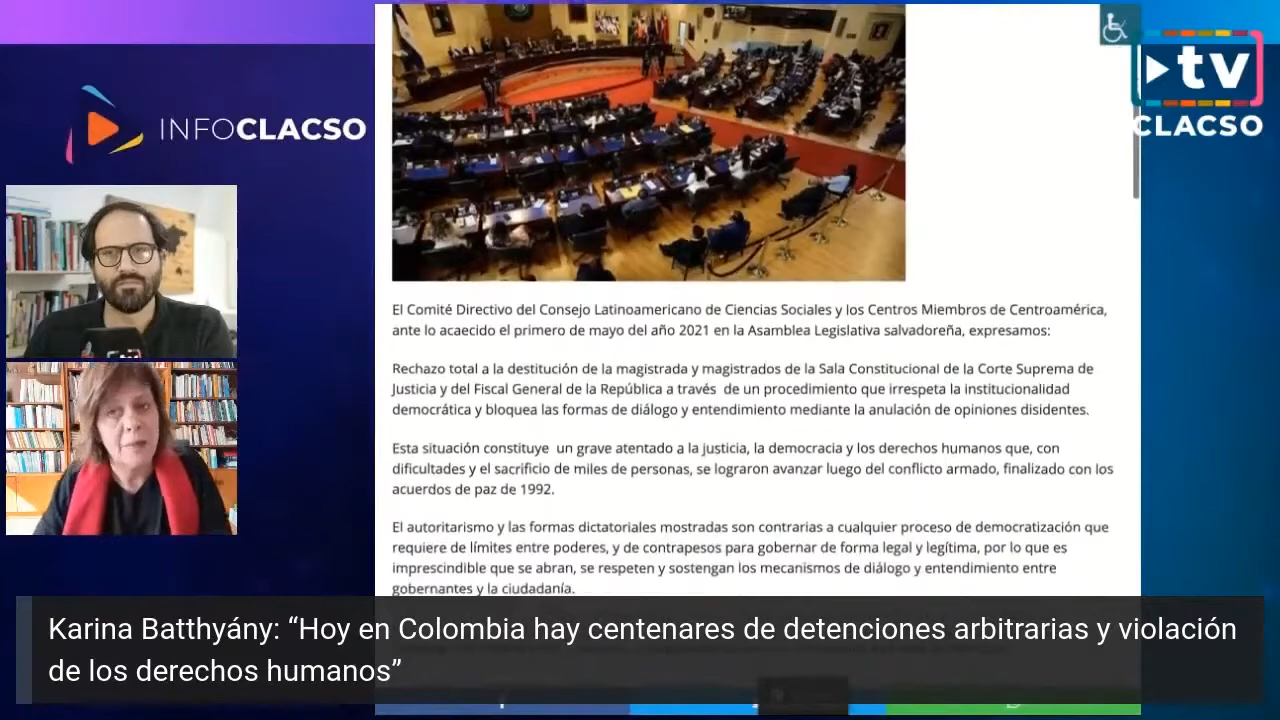 INFOCLACSO
tv
CLACSO
El Comité Directivo del Consejo Latinoamericano de Ciencias Sociales y los Centros Miembros de Centroamérica,
ante lo acaecido el primero de mayo del año 2021 en la Asamblea Legislativa salvadoreña, expresamos:
Rechazo total a la destitución de la magistrada y magistrados de la Sala Constitucional de la Corte Suprema de
Justicia y del Fiscal General de la República a través de un procedimiento que irrespeta la institucionalidad
democrática y bloquea las formas de diálogo y entendimiento mediante la anulación de opiniones disidentes.
Esta situación constituye un grave atentado a la justicia, la democracia y los derechos humanos que, con
dificultades y el sacrificio de miles de personas, se lograron avanzar luego del conflicto armado, finalizado con los
acuerdos de paz de 1992.
El autoritarismo y las formas dictatoriales mostradas son contrarias a cualquier proceso de democratización que
requiere de límites entre poderes, y de contrapesos para gobernar de forma legal y legítima, por lo que es
imprescindible que se abran, se respeten y sostengan los mecanismos de diálogo y entendimiento entre
gobernantes y la ciudadanía.
Karina Batthyány: “Hoy en Colombia hay centenares de detenciones arbitrarias y violación
de los derechos humanos”